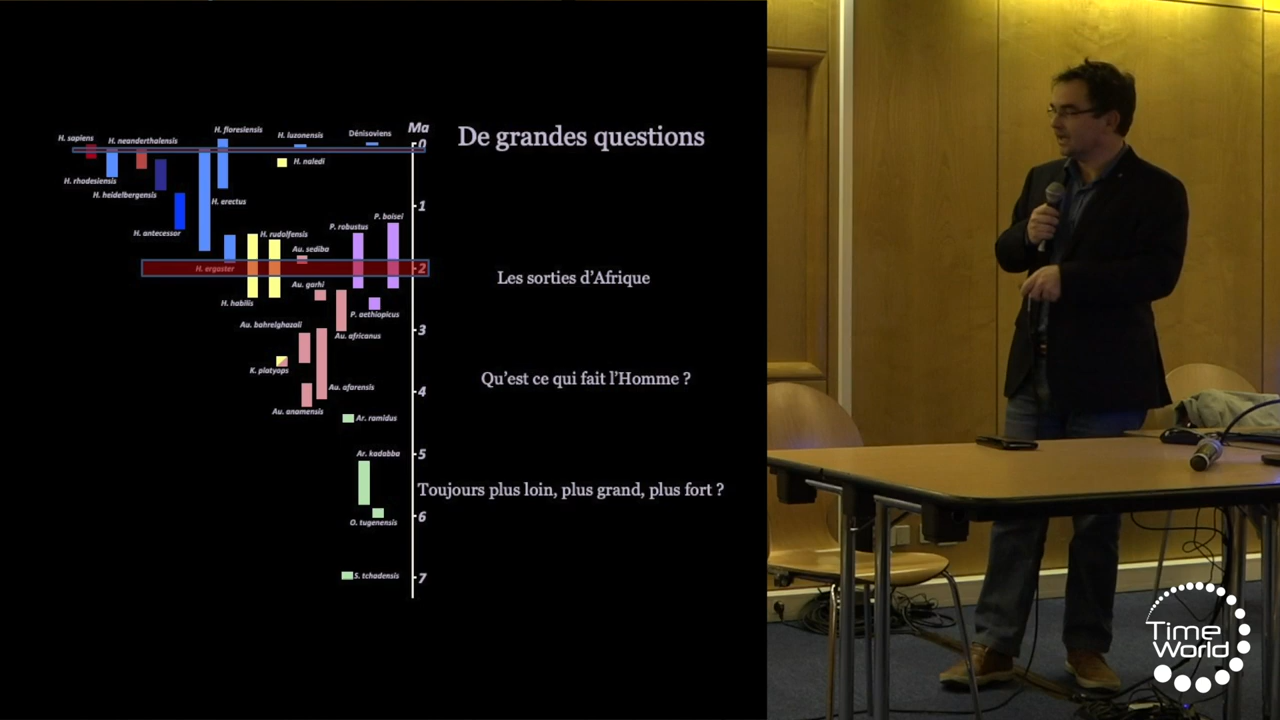 De grandes questions
Les sorties d’Afrique
Qu’est ce qui fait l’Homme ?
Toujours plus loin, plus grand, plus fort ?
Ma
0
1
2
3
4
5
6
7
H. sapiens
H. neanderthalensis
H. floresiensis
H. luzonensis
Dénisoviens
H. naledi
H. rhodesiensis
H. heidelbergensis
H. erectus
H. antecessor
H. rudolfensis
P. robustus
P. boisei
Au. sediba
H. ergaster
Au. garhi
H. habilis
P. aethiopicus
Au. bahrelghazali
Au. africanus
K. platyops
Au. afarensis
Au. anamensis
Ar. ramidus
Ar. kadabba
O. tugenensis
S. tchadensis
Time
World